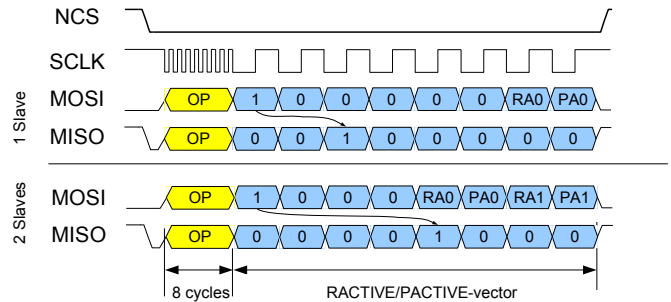 NCS
SCLK
1 Slave
MOSI OP 1 0 0 0 0 0 RA0 PA0
MISO OP 0 0 1 0 0 0 0 0
2 Slaves
MOSI OP 1 0 0 0 RA0 PA0 RA1 PA1
MISO OP 0 0 0 0 1 0 0 0
8 cycles RACTIVE/PACTIVE-vector